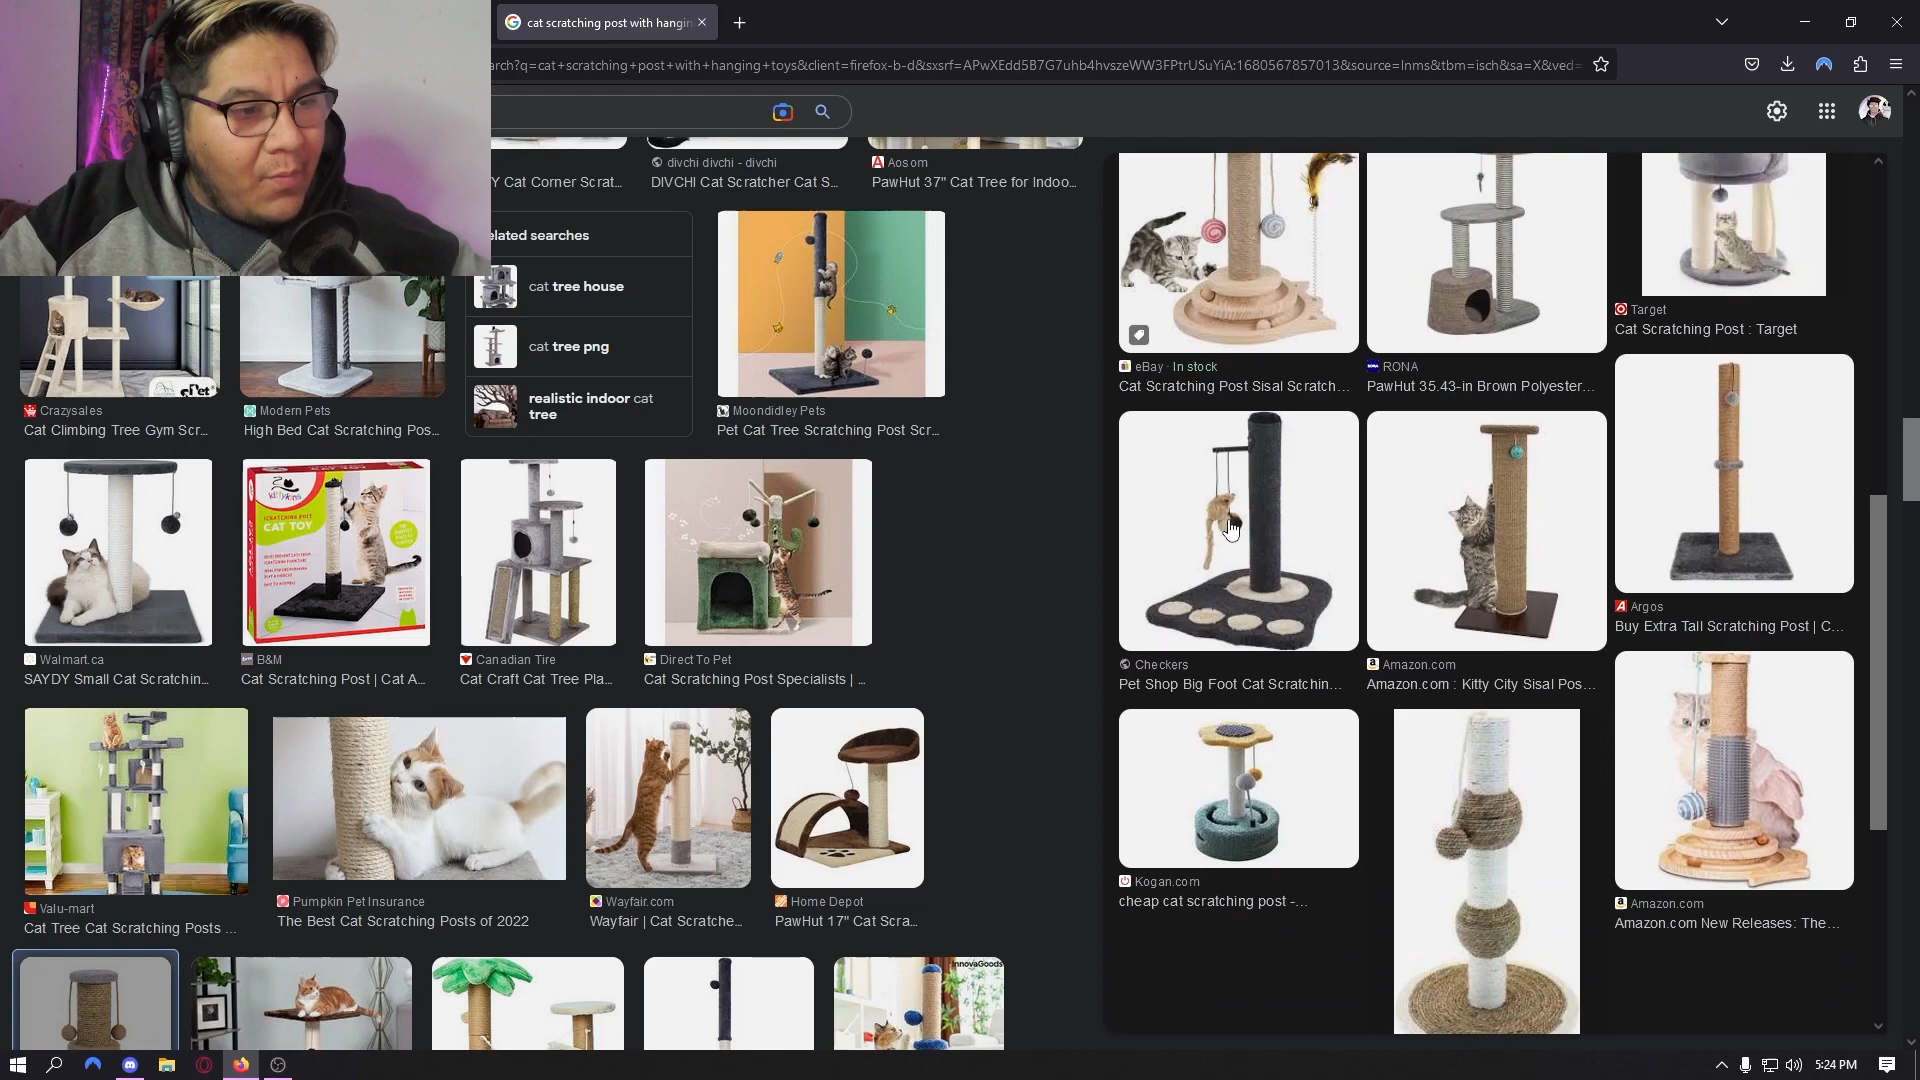 cat scratching post with hangin
arch?q=cat+scratching+post+with+hanging+toys&client=firefox-b-d&sxsrf=APwXEdd5B7G7uhb4hvszeWW3FPtrUSuYiA:1680567857013&source=lnms&tbm=isch&sa=X&ved=
divchi divchi - divchi
Aosom
Y Cat Corner Scrat...
DIVCHI Cat Scratcher Cat S...
PawHut 37" Cat Tree for Indoo...
elated searches
cat tree house
cat tree png
realistic indoor cat
tree
Crazysales
Modern Pets
Moondidley Pets
Cat Climbing Tree Gym Scr...
High Bed Cat Scratching Pos...
Pet Cat Tree Scratching Post Scr...
kittykins
SCRATCHING POST
CAT TOY
Walmart.ca
B&M
Canadian Tire
Direct To Pet
SAYDY Small Cat Scratchin...
Cat Scratching Post | Cat A...
Cat Craft Cat Tree Pla...
Cat Scratching Post Specialists | ...
Valu-mart
Pumpkin Pet Insurance
Wayfair.com
Home Depot
Cat Tree Cat Scratching Posts ...
The Best Cat Scratching Posts of 2022
Wayfair | Cat Scratche...
PawHut 17" Cat Scra...
InnovaGoods
eBay · In stock
Cat Scratching Post Sisal Scratch...
RONA
PawHut 35.43-in Brown Polyester...
Target
Cat Scratching Post : Target
Checkers
Pet Shop Big Foot Cat Scratchin...
Amazon.com
Amazon.com : Kitty City Sisal Pos...
Argos
Buy Extra Tall Scratching Post | C...
Kogan.com
cheap cat scratching post -...
Amazon.com
Amazon.com New Releases: The...
5:24 PM